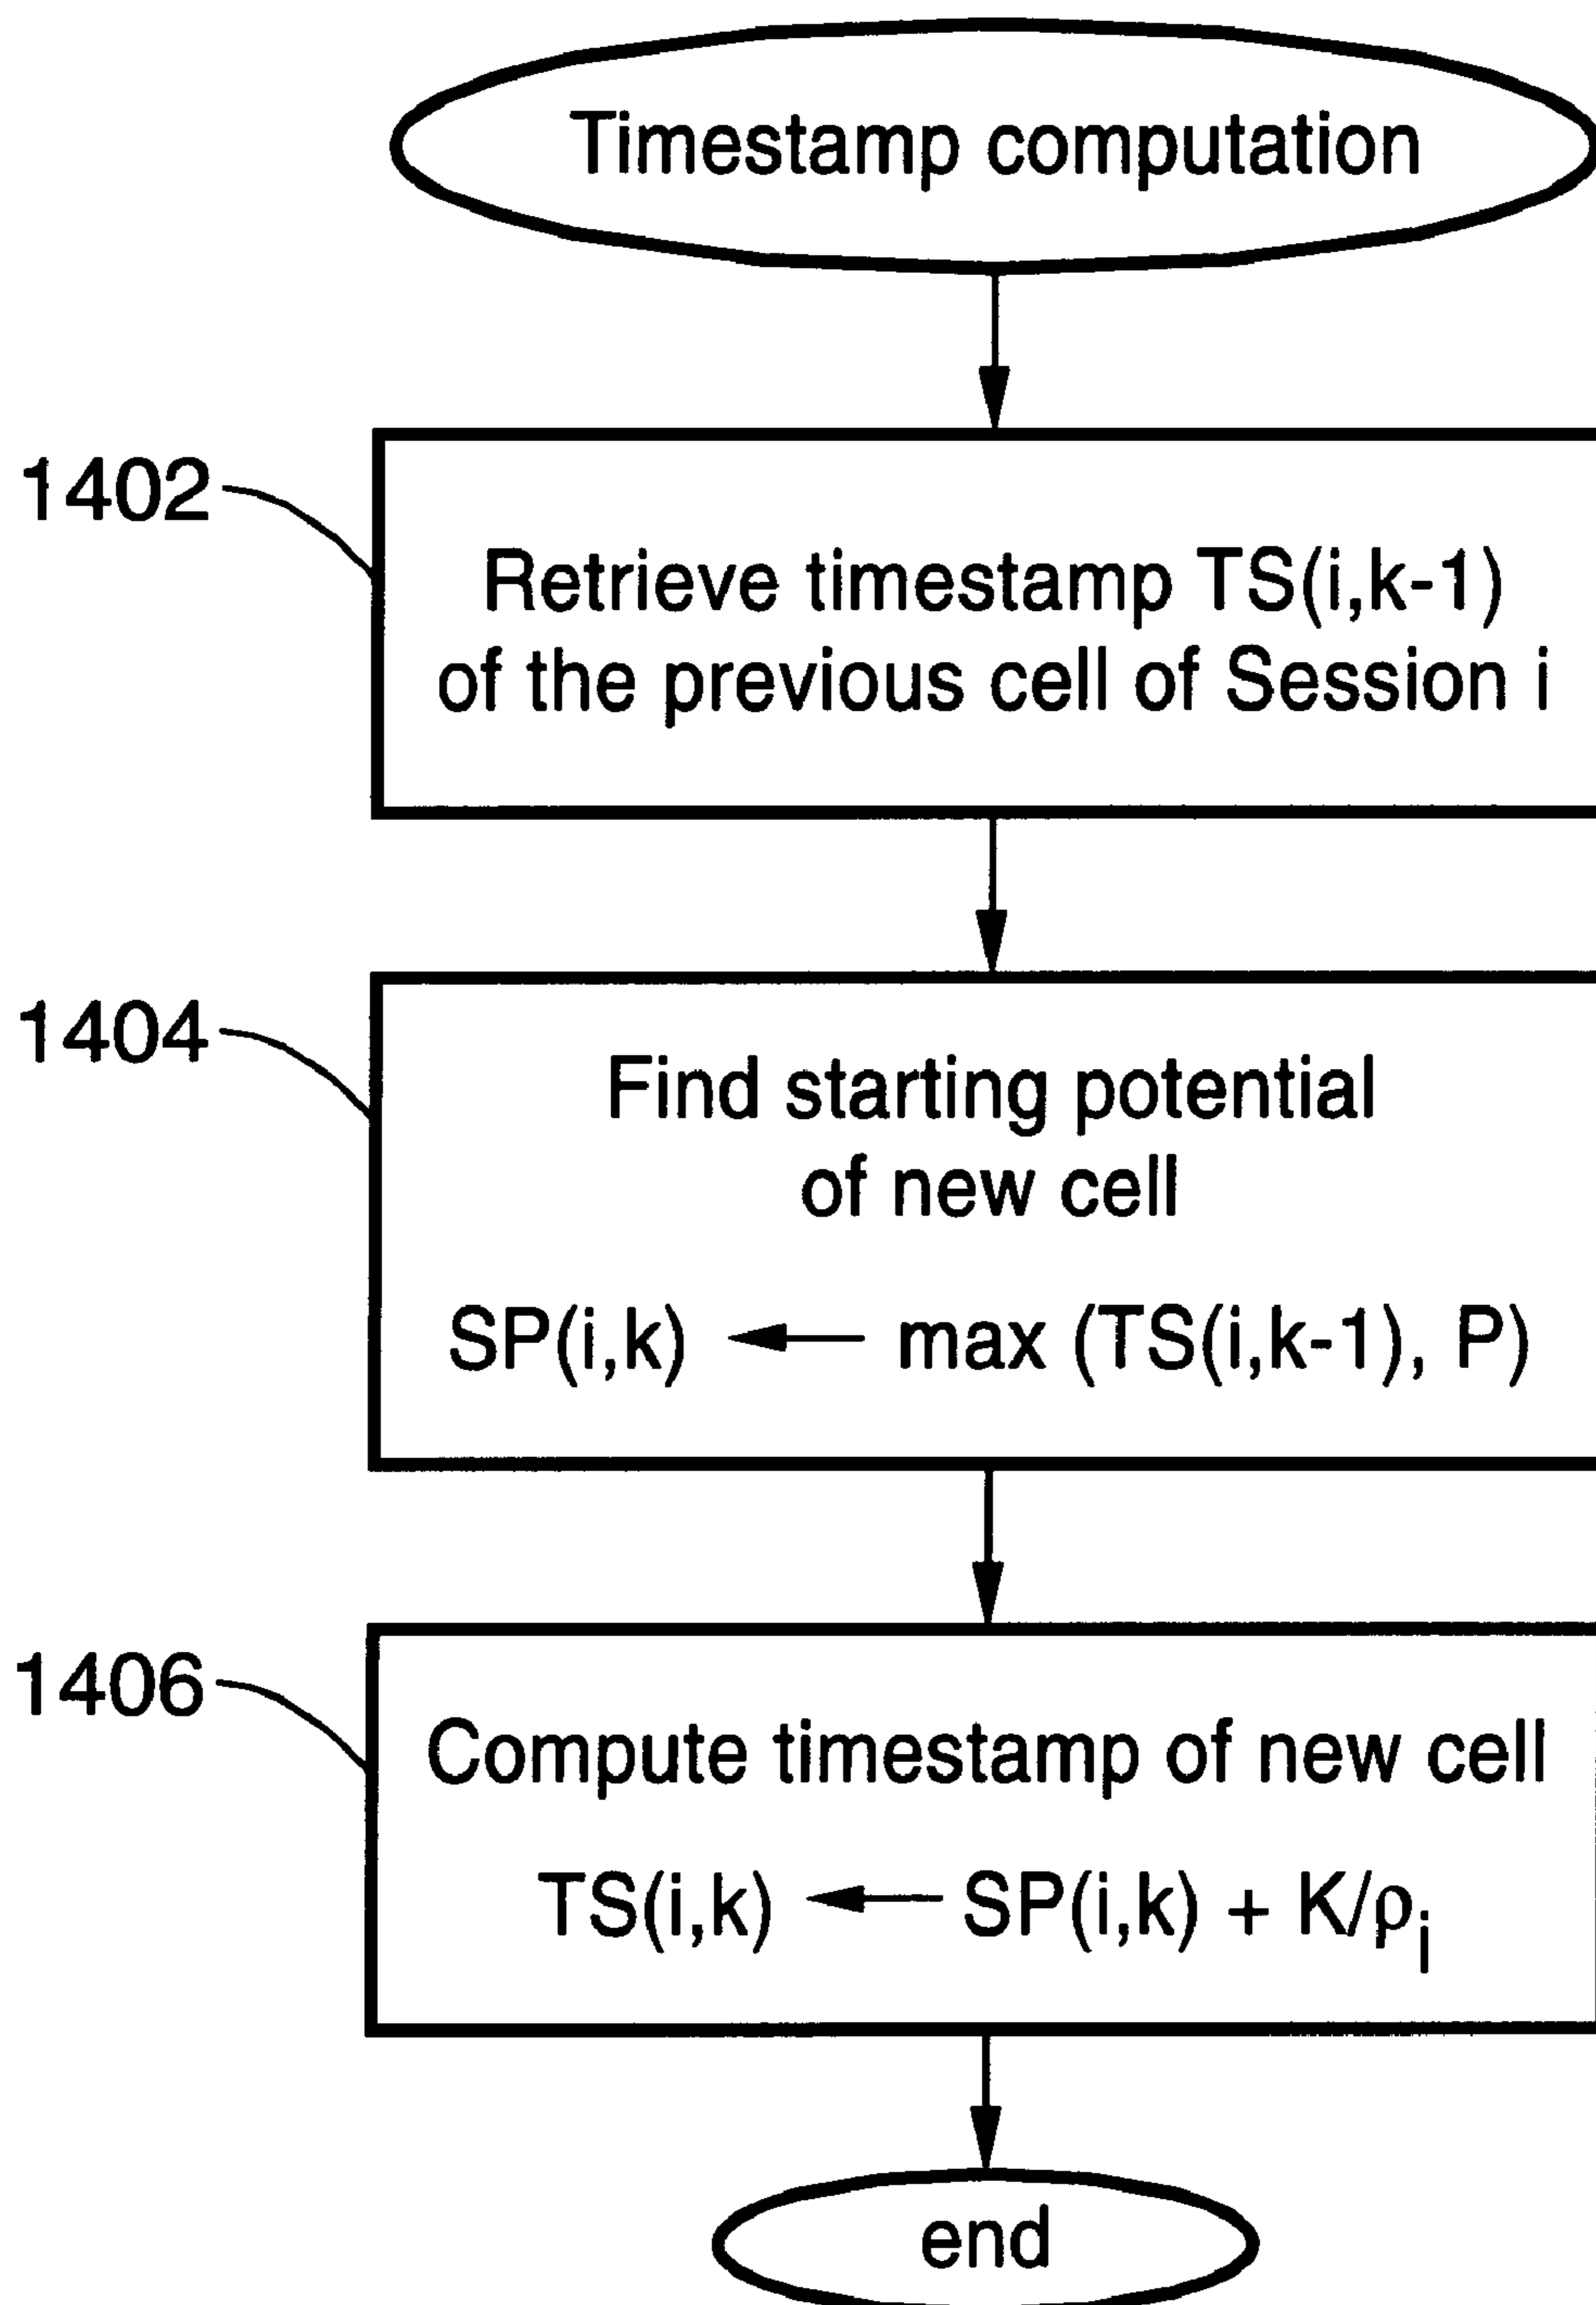 Timestamp computation
1402
Retrieve timestamp TS(i,k-1)
of the previous cell of Session i
1404
Find starting potential
of new cell
SP(i,k) ← max (TS(i,k-1), P)
1406
Compute timestamp of new cell
TS(i,k) ← SP(i,k) + K/ρi
end